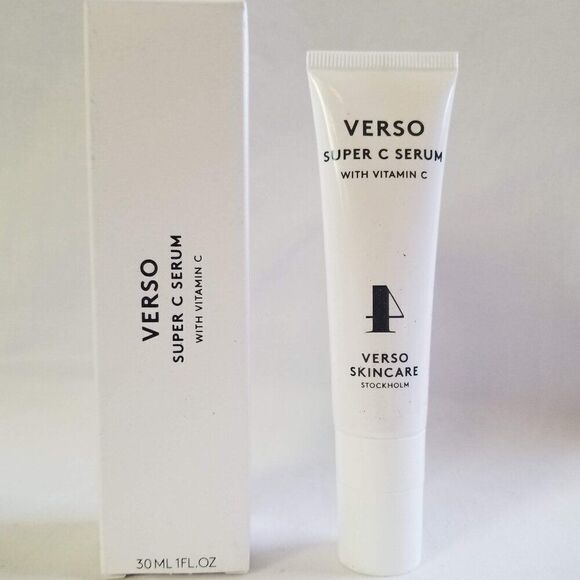 VERSO
SUPER C SERUM
WITH VITAMIN C
30 ML 1FL.OZ
VERSO
SUPER C SERUM
WITH VITAMIN C
4
VERSO
SKINCARE
STOCKHOLM